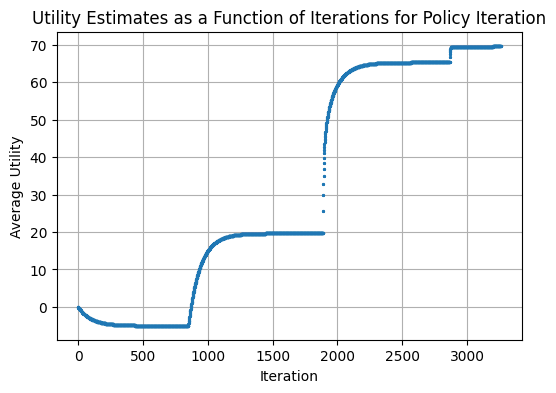 Utility Estimates as a Function of Iterations for Policy Iteration
70
60
50
40
30
20
10
0
Average Utility
0 500 1000 1500 2000 2500 3000
Iteration